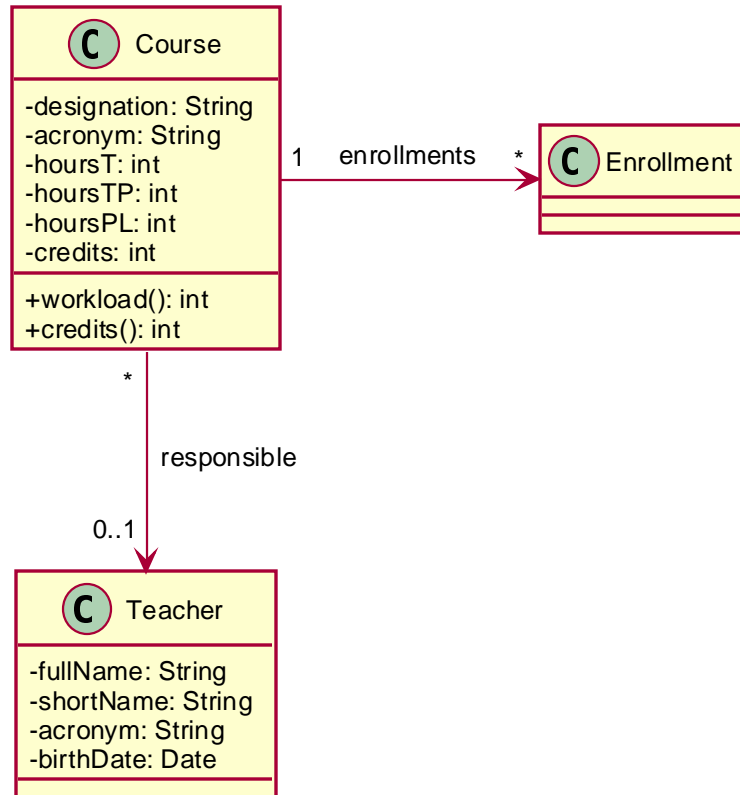 C Course
-designation: String
-acronym: String
-hoursT: int
-hoursTP: int
-hoursPL: int
-credits: int
+workload(): int
+credits(): int
1 enrollments *
C Enrollment
*
responsible
0..1
C Teacher
-fullName: String
-shortName: String
-acronym: String
-birthDate: Date